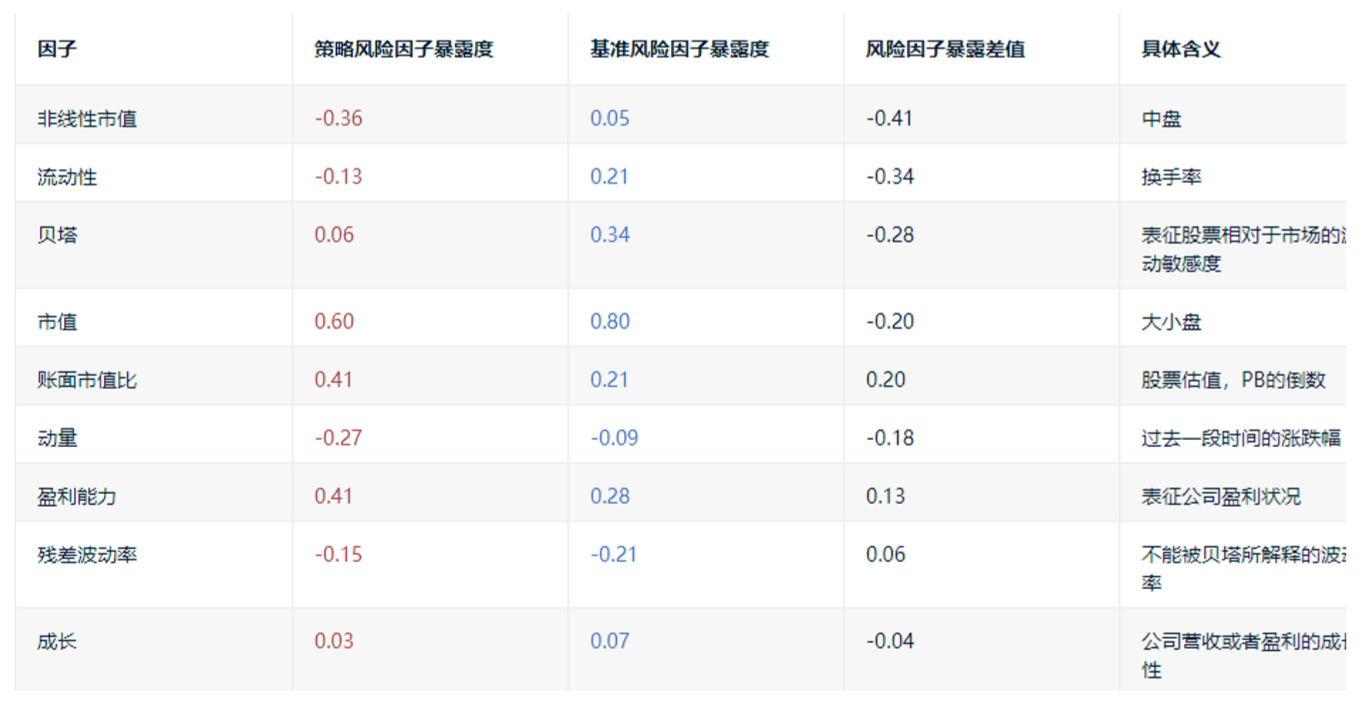 因子 策略风险因子暴露度 基准风险因子暴露度 风险因子暴露差值 具体含义
非线性市值 -0.36 0.05 -0.41 中盘
流动性 -0.13 0.21 -0.34 换手率
贝塔 0.06 0.34 -0.28 表征股票相对于市场的
动敏感度
市值 0.60 0.80 -0.20 大小盘
账面市值比 0.41 0.21 0.20 股票估值，PB的倒数
动量 -0.27 -0.09 -0.18 过去一段时间的涨跌幅
盈利能力 0.41 0.28 0.13 表征公司盈利状况
残差波动率 -0.15 -0.21 0.06 不能被贝塔所解释的波
率
成长 0.03 0.07 -0.04 公司营收或者盈利的成
性